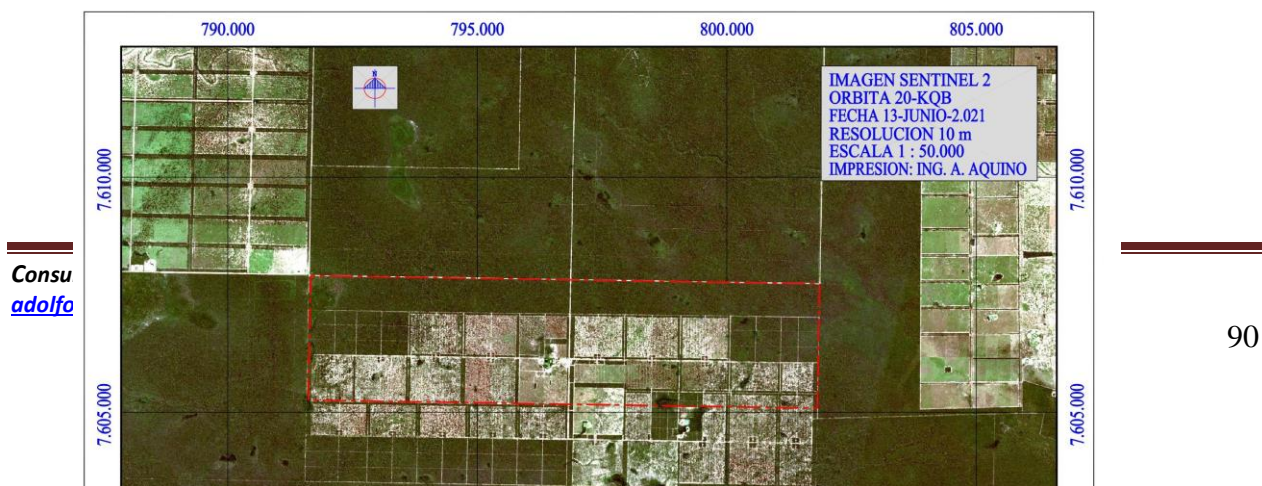 790.000 795.000 800.000 805.000
N
IMAGEN SENTINEL 2
ORBITA 20-KQB
FECHA 13-JUNIO-2.021
RESOLUCION 10 m
ESCALA 1 : 50.000
IMPRESION: ING. A. AQUINO
7.610.000 7.610.000
Consu
adolfo
90
7.605.000 7.605.000